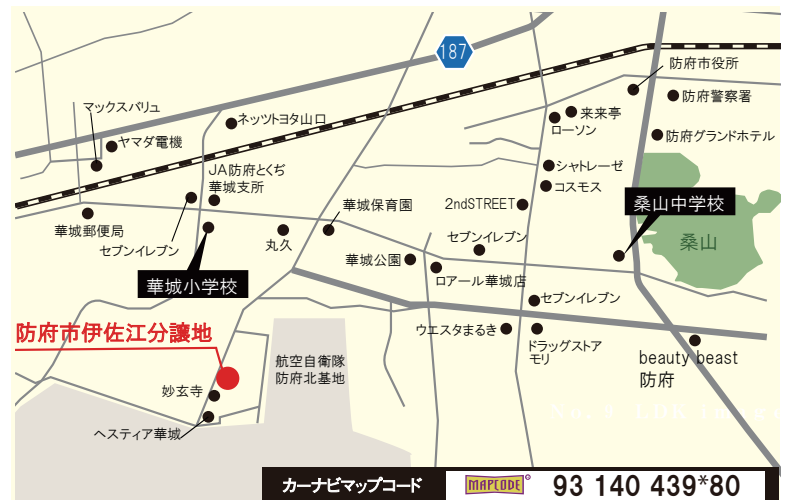 187
防府市役所
マックスバリュ
防府警察署
ネッツトヨタ山口
来来亭
ローソン
ヤマダ電機
防府グランドホテル
JA防府とくぢ
華城支所
シャトレーゼ
コスモス
華城保育園
2ndSTREET
桑山中学校
華城郵便局
セブンイレブン
丸久
セブンイレブン
桑山
華城公園
華城小学校
ロアール華城店
セブンイレブン
防府市伊佐江分譲地
ウエスタまるき
ドラッグストア
モリ
航空自衛隊
防府北基地
beauty beast
防府
妙玄寺
ヘスティア華城
カーナビマップコード
MAPCODE
93 140 439*80